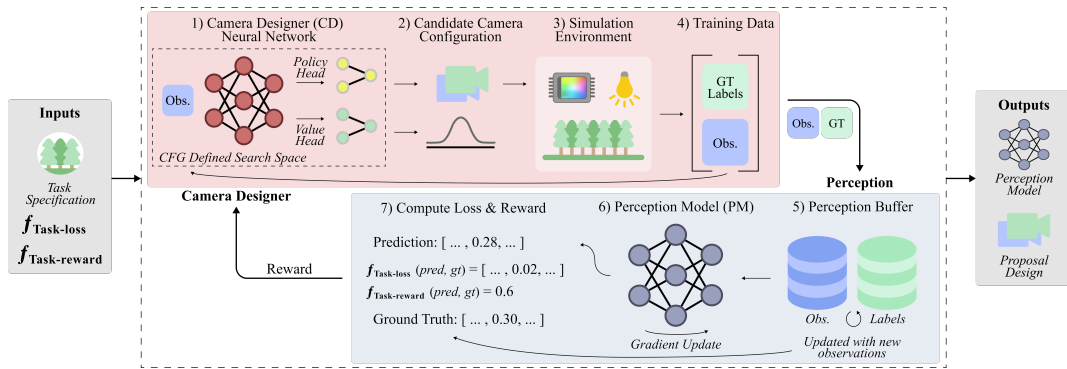 Inputs
Task
Specification
f Task-loss
f Task-reward
1) Camera Designer (CD)
Neural Network
Obs.
Policy
Head
Value
Head
CFG Defined Search Space
2) Candidate Camera
Configuration
3) Simulation
Environment
4) Training Data
GT
Labels
Obs.
Obs.
GT
Camera Designer
Perception
Reward
7) Compute Loss & Reward
Prediction: [ ... , 0.28, ... ]
f Task-loss (pred, gt) = [ ... , 0.02, ... ]
f Task-reward (pred, gt) = 0.6
Ground Truth: [ ... , 0.30, ... ]
6) Perception Model (PM)
Gradient Update
5) Perception Buffer
Obs.
Labels
Updated with new
observations
Outputs
Perception
Model
Proposal
Design